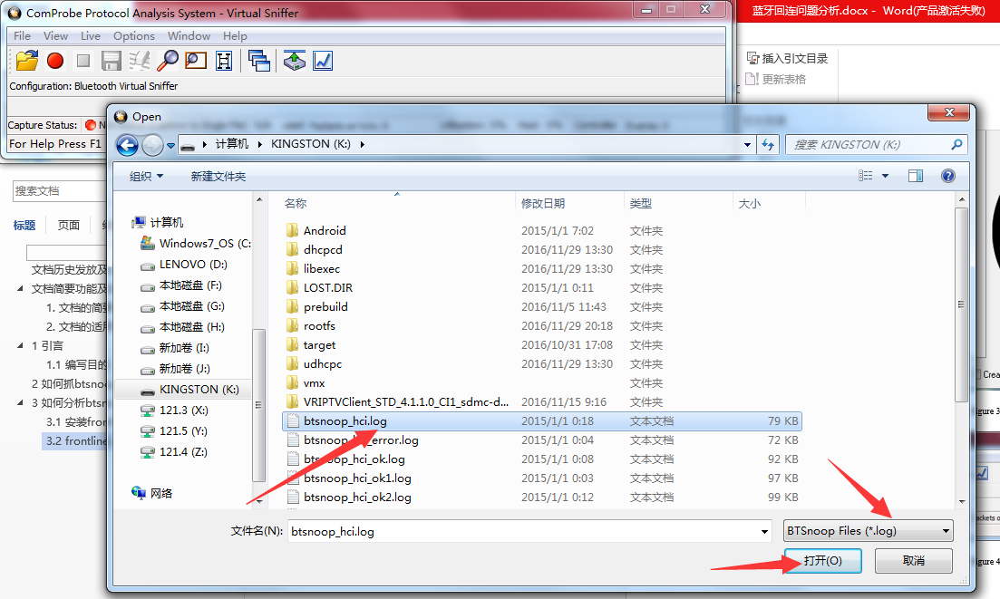 ComProbe Protocol Analysis System - Virtual Sniffer
蓝牙回连问题分析.docx - Word(产品激活失败)
File View Live Options Window Help
插入引文目录
更新表格
Configuration: Bluetooth Virtual Sniffer
Capture Status:
For Help Press F1
Open
计算机 KINGSTON (K:)
搜索 KINGSTON (K:)
组织 新建文件夹
搜索文档
标题 页面
文档历史发放及
文档简要功能及
1. 文档的简要
2. 文档的适用
1 引言
1.1 编写目的
2 如何抓btsnoo
3 如何分析btsn
3.1 安装fron
3.2 frontline
计算机
Windows7_OS (C:
LENOVO (D:)
本地磁盘 (F:)
本地磁盘 (G:)
本地磁盘 (H:)
新加卷 (I:)
新加卷 (J:)
KINGSTON (K:)
121.3 (X:)
121.5 (Y:)
121.4 (Z:)
网络
名称 修改日期 类型 大小
Android 2015/1/1 7:02 文件夹
dhcpcd 2016/11/29 13:30 文件夹
libexec 2016/11/29 13:30 文件夹
LOST.DIR 2015/1/1 0:11 文件夹
prebuild 2016/11/5 11:43 文件夹
rootfs 2016/11/29 20:18 文件夹
target 2016/10/31 17:08 文件夹
udhcpc 2016/11/29 13:30 文件夹
vmx 文件夹
VRIPTVClient_STD_4.1.1.0_CI1_sdmc-d... 2016/11/15 9:16 文件夹
btsnoop_hci.log 2015/1/1 0:18 文本文档 79 KB
btsnoop_hci_error.log 2015/1/1 0:04 文本文档 72 KB
btsnoop_hci_ok.log 2015/1/1 0:08 文本文档 92 KB
btsnoop_hci_ok1.log 2015/1/1 0:03 文本文档 97 KB
btsnoop_hci_ok2.log 2015/1/1 0:12 文本文档 99 KB
文件名(N): btsnoop_hci.log
BTSnoop Files (*.log)
打开(O) 取消
Crea
gure 3
ackets o
igure 4